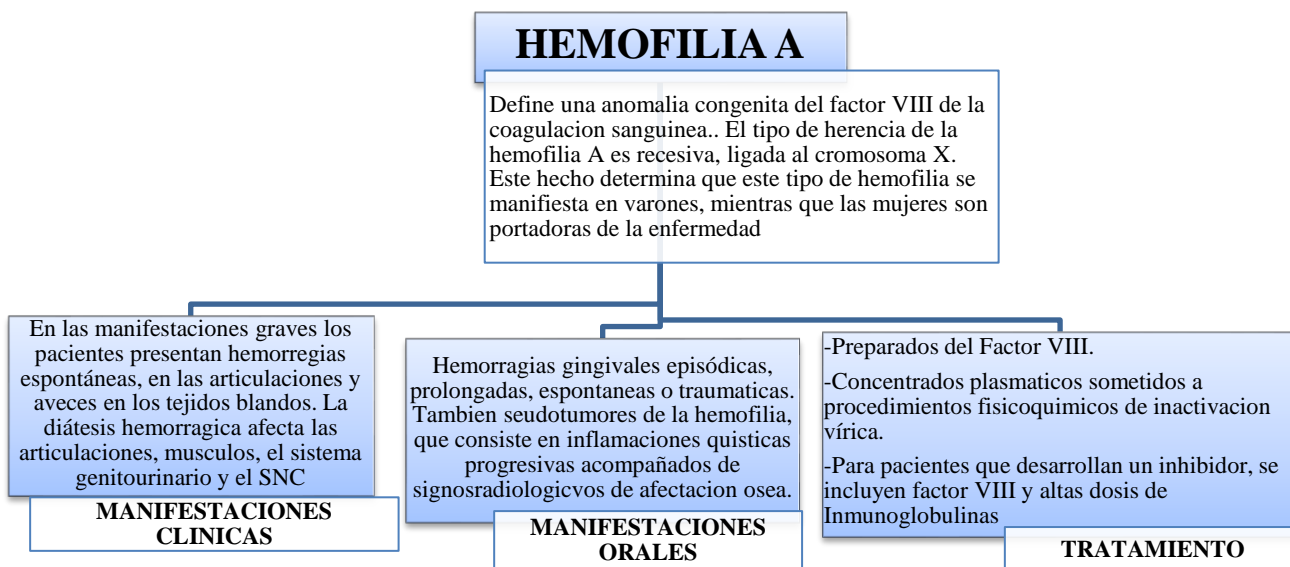 HEMOFILIA A
Define una anomalia congenita del factor VIII de la
coagulacion sanguinea.. El tipo de herencia de la
hemofilia A es recesiva, ligada al cromosoma X.
Este hecho determina que este tipo de hemofilia se
manifiesta en varones, mientras que las mujeres son
portadoras de la enfermedad
En las manifestaciones graves los
pacientes presentan hemorregias
espontáneas, en las articulaciones y
aveces en los tejidos blandos. La
diátesis hemorragica afecta las
articulaciones, musculos, el sistema
genitourinario y el SNC
MANIFESTACIONES
CLINICAS
Hemorragias gingivales episódicas,
prolongadas, espontaneas o traumaticas.
Tambien seudotumores de la hemofilia,
que consiste en inflamaciones quisticas
progresivas acompañados de
signosradiologicvos de afectacion osea.
MANIFESTACIONES
ORALES
-Preparados del Factor VIII.
-Concentrados plasmaticos sometidos a
procedimientos fisicoquimicos de inactivacion
vírica.
-Para pacientes que desarrollan un inhibidor, se
incluyen factor VIII y altas dosis de
Inmunoglobulinas
TRATAMIENTO